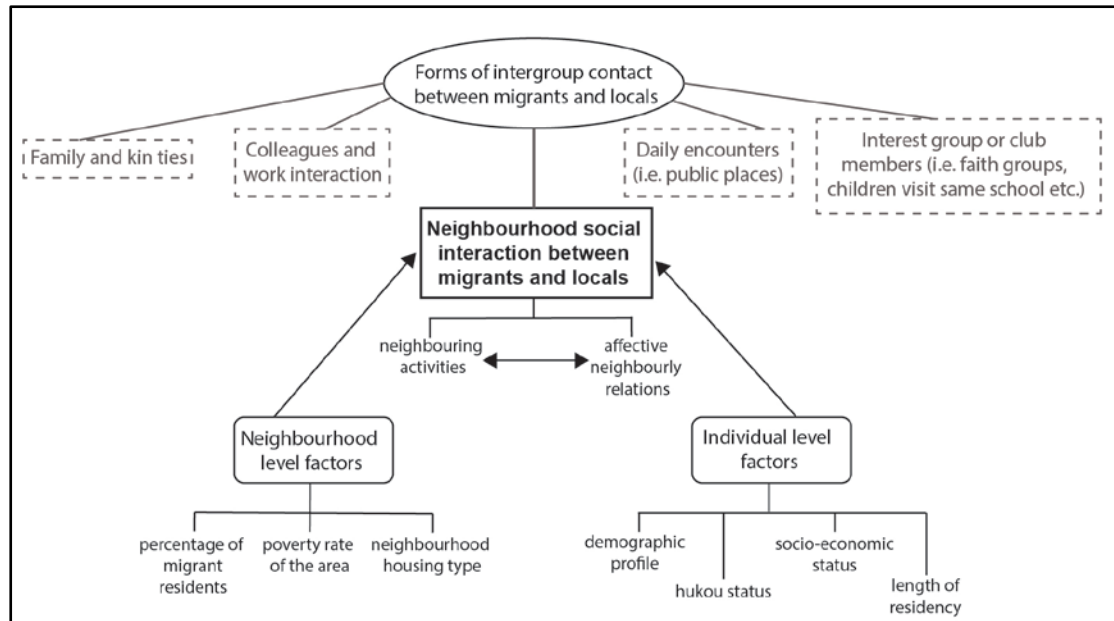 Forms of intergroup contact
between migrants and locals
Family and kin ties
Colleagues and
work interaction
Daily encounters
(i.e. public places)
Interest group or club
members (i.e. faith groups,
children visit same school etc.)
Neighbourhood social
interaction between
migrants and locals
neighbouring
activities
affective
neighbourly
relations
Neighbourhood
level factors
Individual level
factors
percentage of
migrant
residents
poverty rate
of the area
neighbourhood
housing type
demographic
profile
hukou status
socio-economic
status
length of
residency